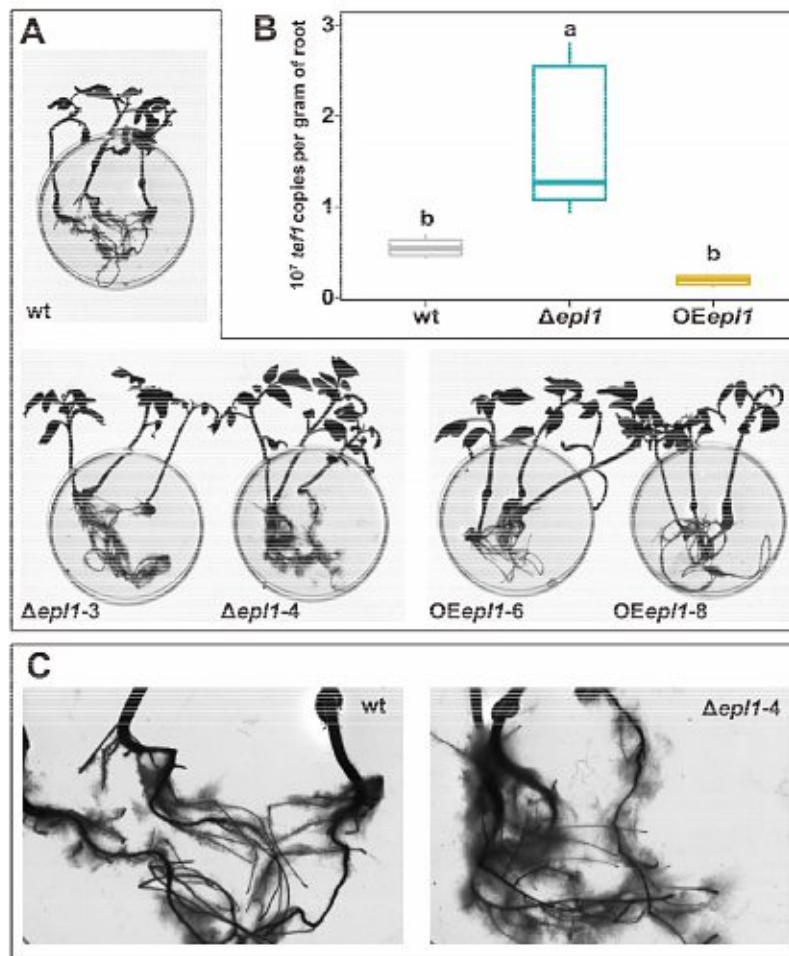 A
wt
B
10⁷ tef1 copies per gram of root
3
2
1
0
b
a
b
wt
Δepl1
OEepl1
Δepl1-3
Δepl1-4
OEepl1-6
OEepl1-8
C
wt
Δepl1-4